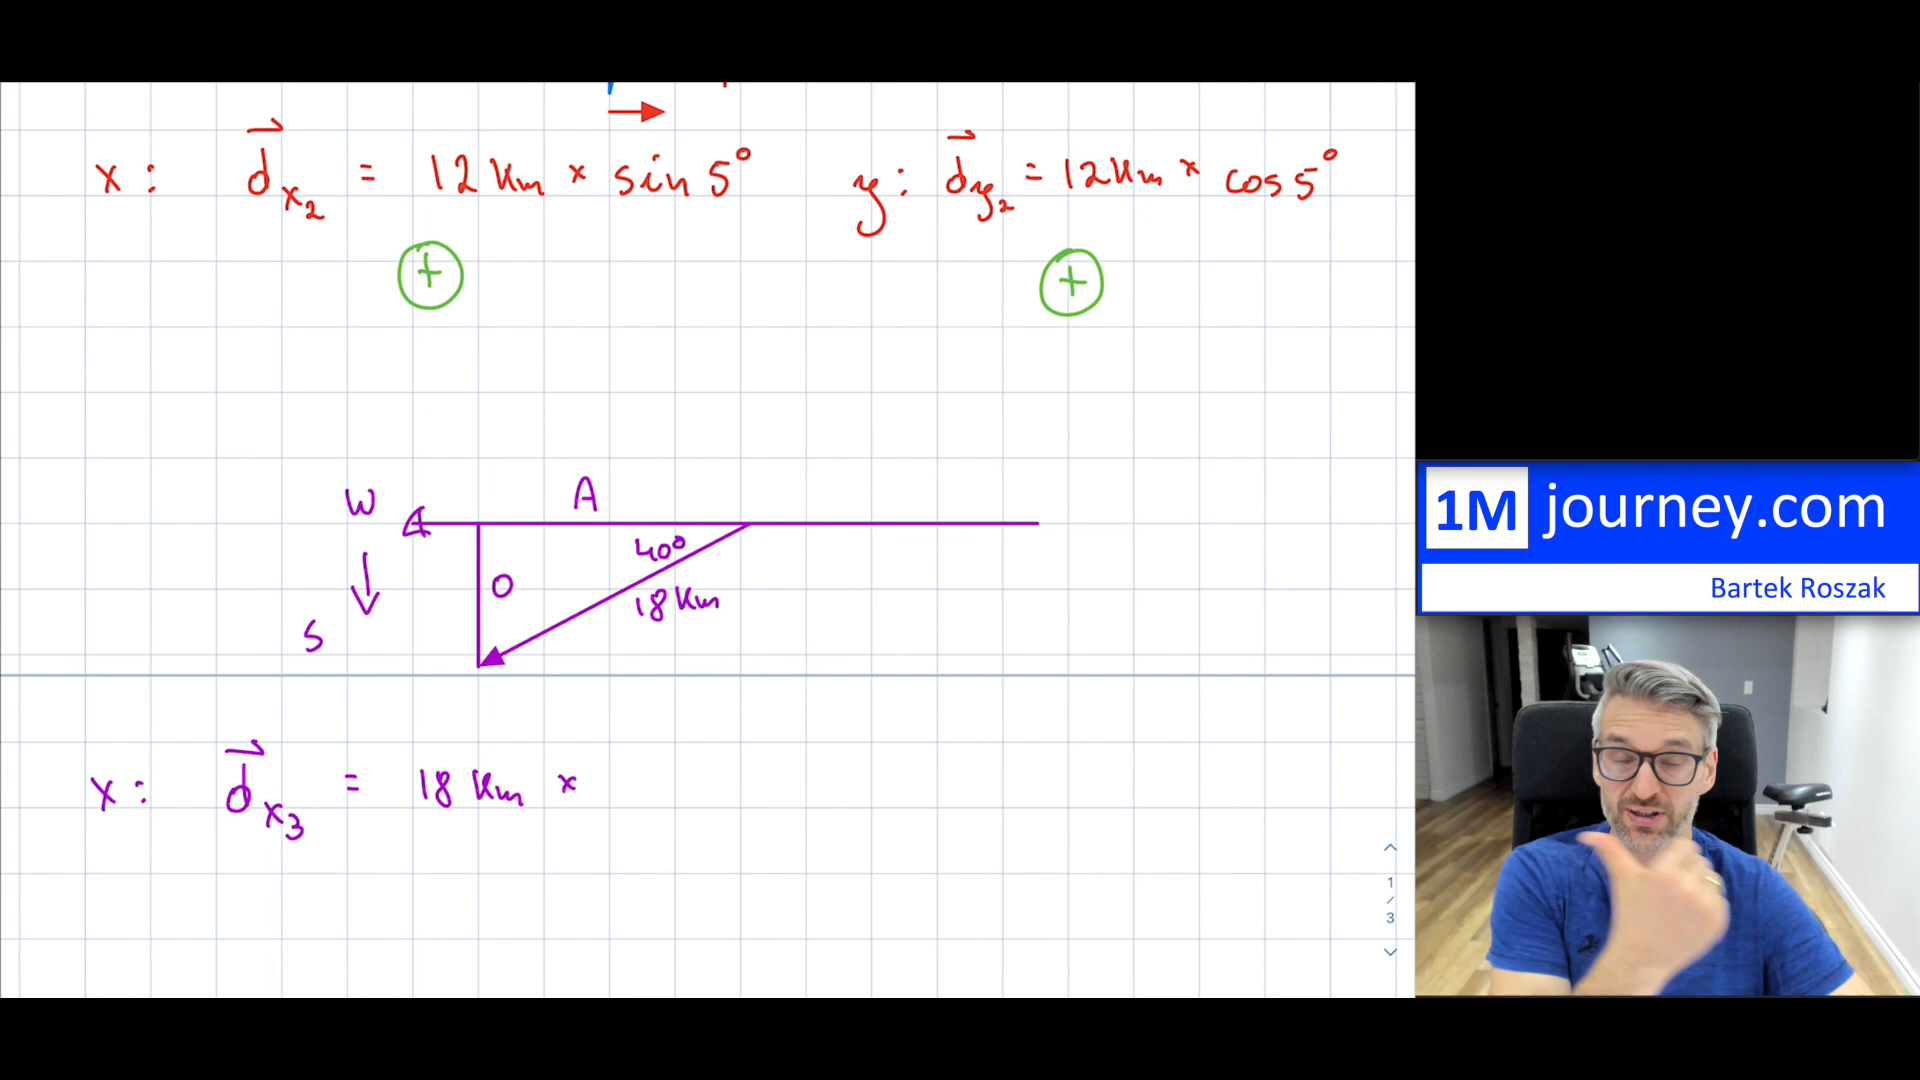 x : d⃗x₂ = 12 Km × sin 5° y : d⃗y₂ = 12 Km × cos 5°
+ +
W A
40°
O
18 Km
S
x : d⃗x₃ = 18 Km ×
1
/
3
1M journey.com
Bartek Roszak